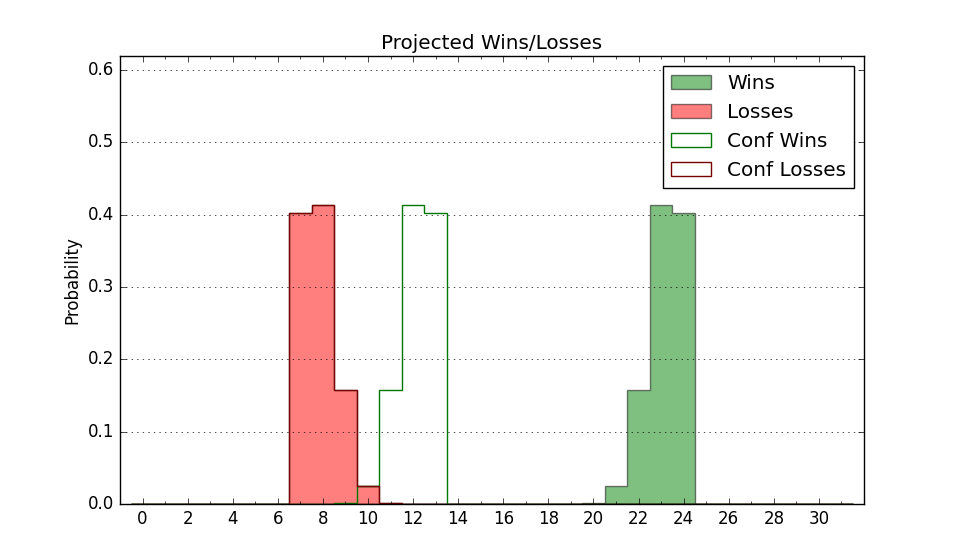 Projected Wins/Losses
Wins
Losses
Conf Wins
Conf Losses
Probability
0.6
0.5
0.4
0.3
0.2
0.1
0.0
0 2 4 6 8 10 12 14 16 18 20 22 24 26 28 30